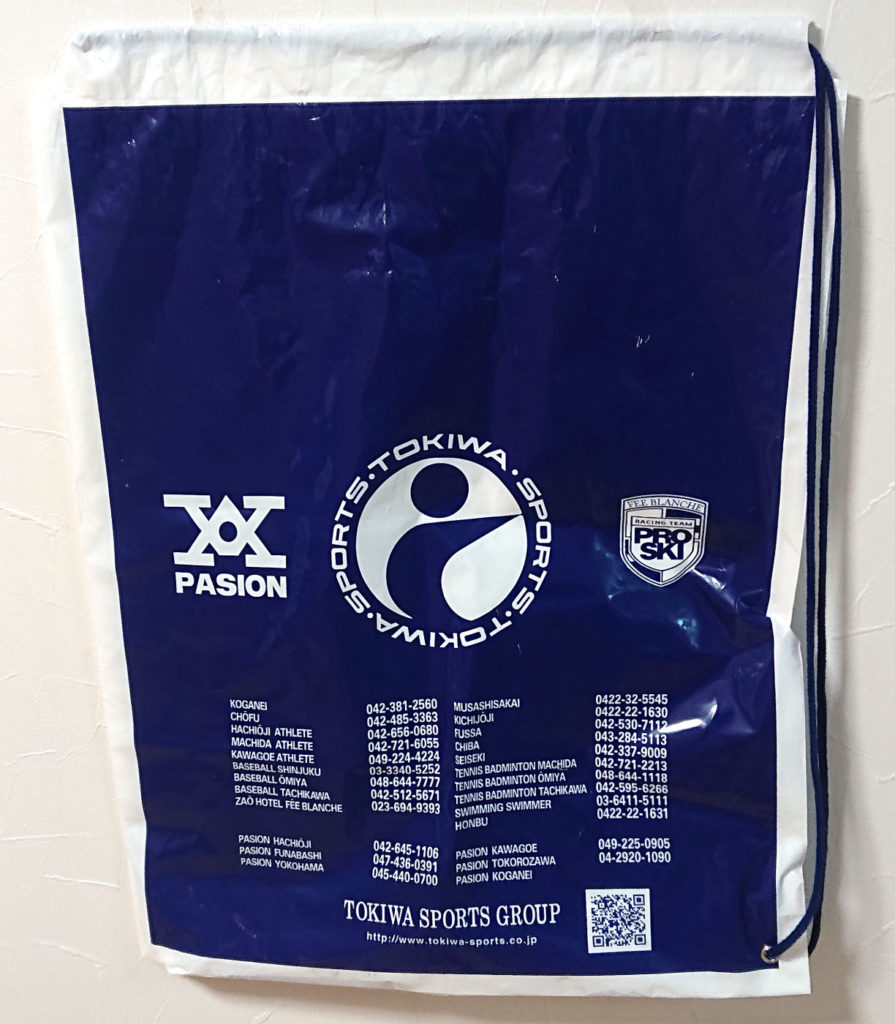 TOKIWA・SPORTS・TOKIWA・SPORTS・
PASION
FÉE BLANCHE
RACING TEAM
PRO
SKI
KOGANEI 042-381-2560 MUSASHISAKAI 0422-32-5545
CHŌFU 042-485-3363 KICHIJŌJI 0422-22-1630
HACHIŌJI ATHLETE 042-656-0680 FUSSA 042-530-7112
MACHIDA ATHLETE 042-721-6055 CHIBA 043-284-5113
KAWAGOE ATHLETE 049-224-4224 SEISEKI 042-337-9009
BASEBALL SHINJUKU 03-3340-5252 TENNIS BADMINTON MACHIDA 042-721-2213
BASEBALL ŌMIYA 048-644-7777 TENNIS BADMINTON ŌMIYA 048-644-1118
BASEBALL TACHIKAWA 042-512-5671 TENNIS BADMINTON TACHIKAWA 042-595-6266
ZAŌ HOTEL FÉE BLANCHE 023-694-9393 SWIMMING SWIMMER 03-6411-5111
HONBU 0422-22-1631
PASION HACHIŌJI 042-645-1106 PASION KAWAGOE 049-225-0905
PASION FUNABASHI 047-436-0391 PASION TOKOROZAWA 04-2920-1090
PASION YOKOHAMA 045-440-0700 PASION KOGANEI
TOKIWA SPORTS GROUP
http://www.tokiwa-sports.co.jp